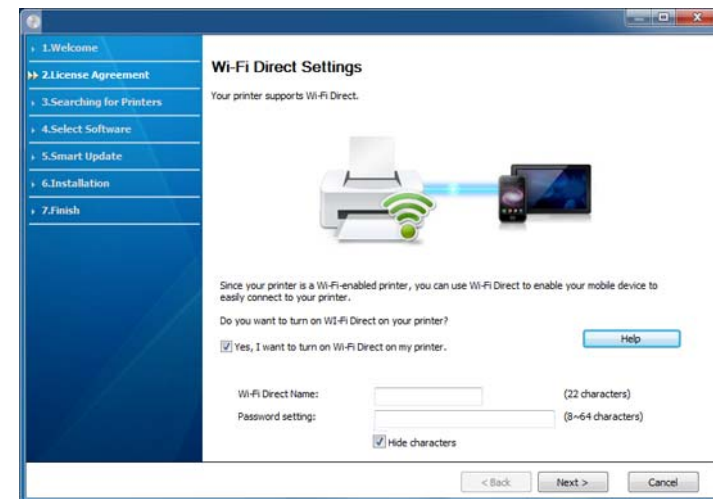 1.Welcome
2.License Agreement
3.Searching for Printers
4.Select Software
5.Smart Update
6.Installation
7.Finish
Wi-Fi Direct Settings
Your printer supports Wi-Fi Direct.
Since your printer is a Wi-Fi-enabled printer, you can use Wi-Fi Direct to enable your mobile device to
easily connect to your printer.
Do you want to turn on WI-Fi Direct on your printer?
Help
Yes, I want to turn on Wi-Fi Direct on my printer.
Wi-Fi Direct Name: (22 characters)
Password setting: (8~64 characters)
Hide characters
< Back Next > Cancel